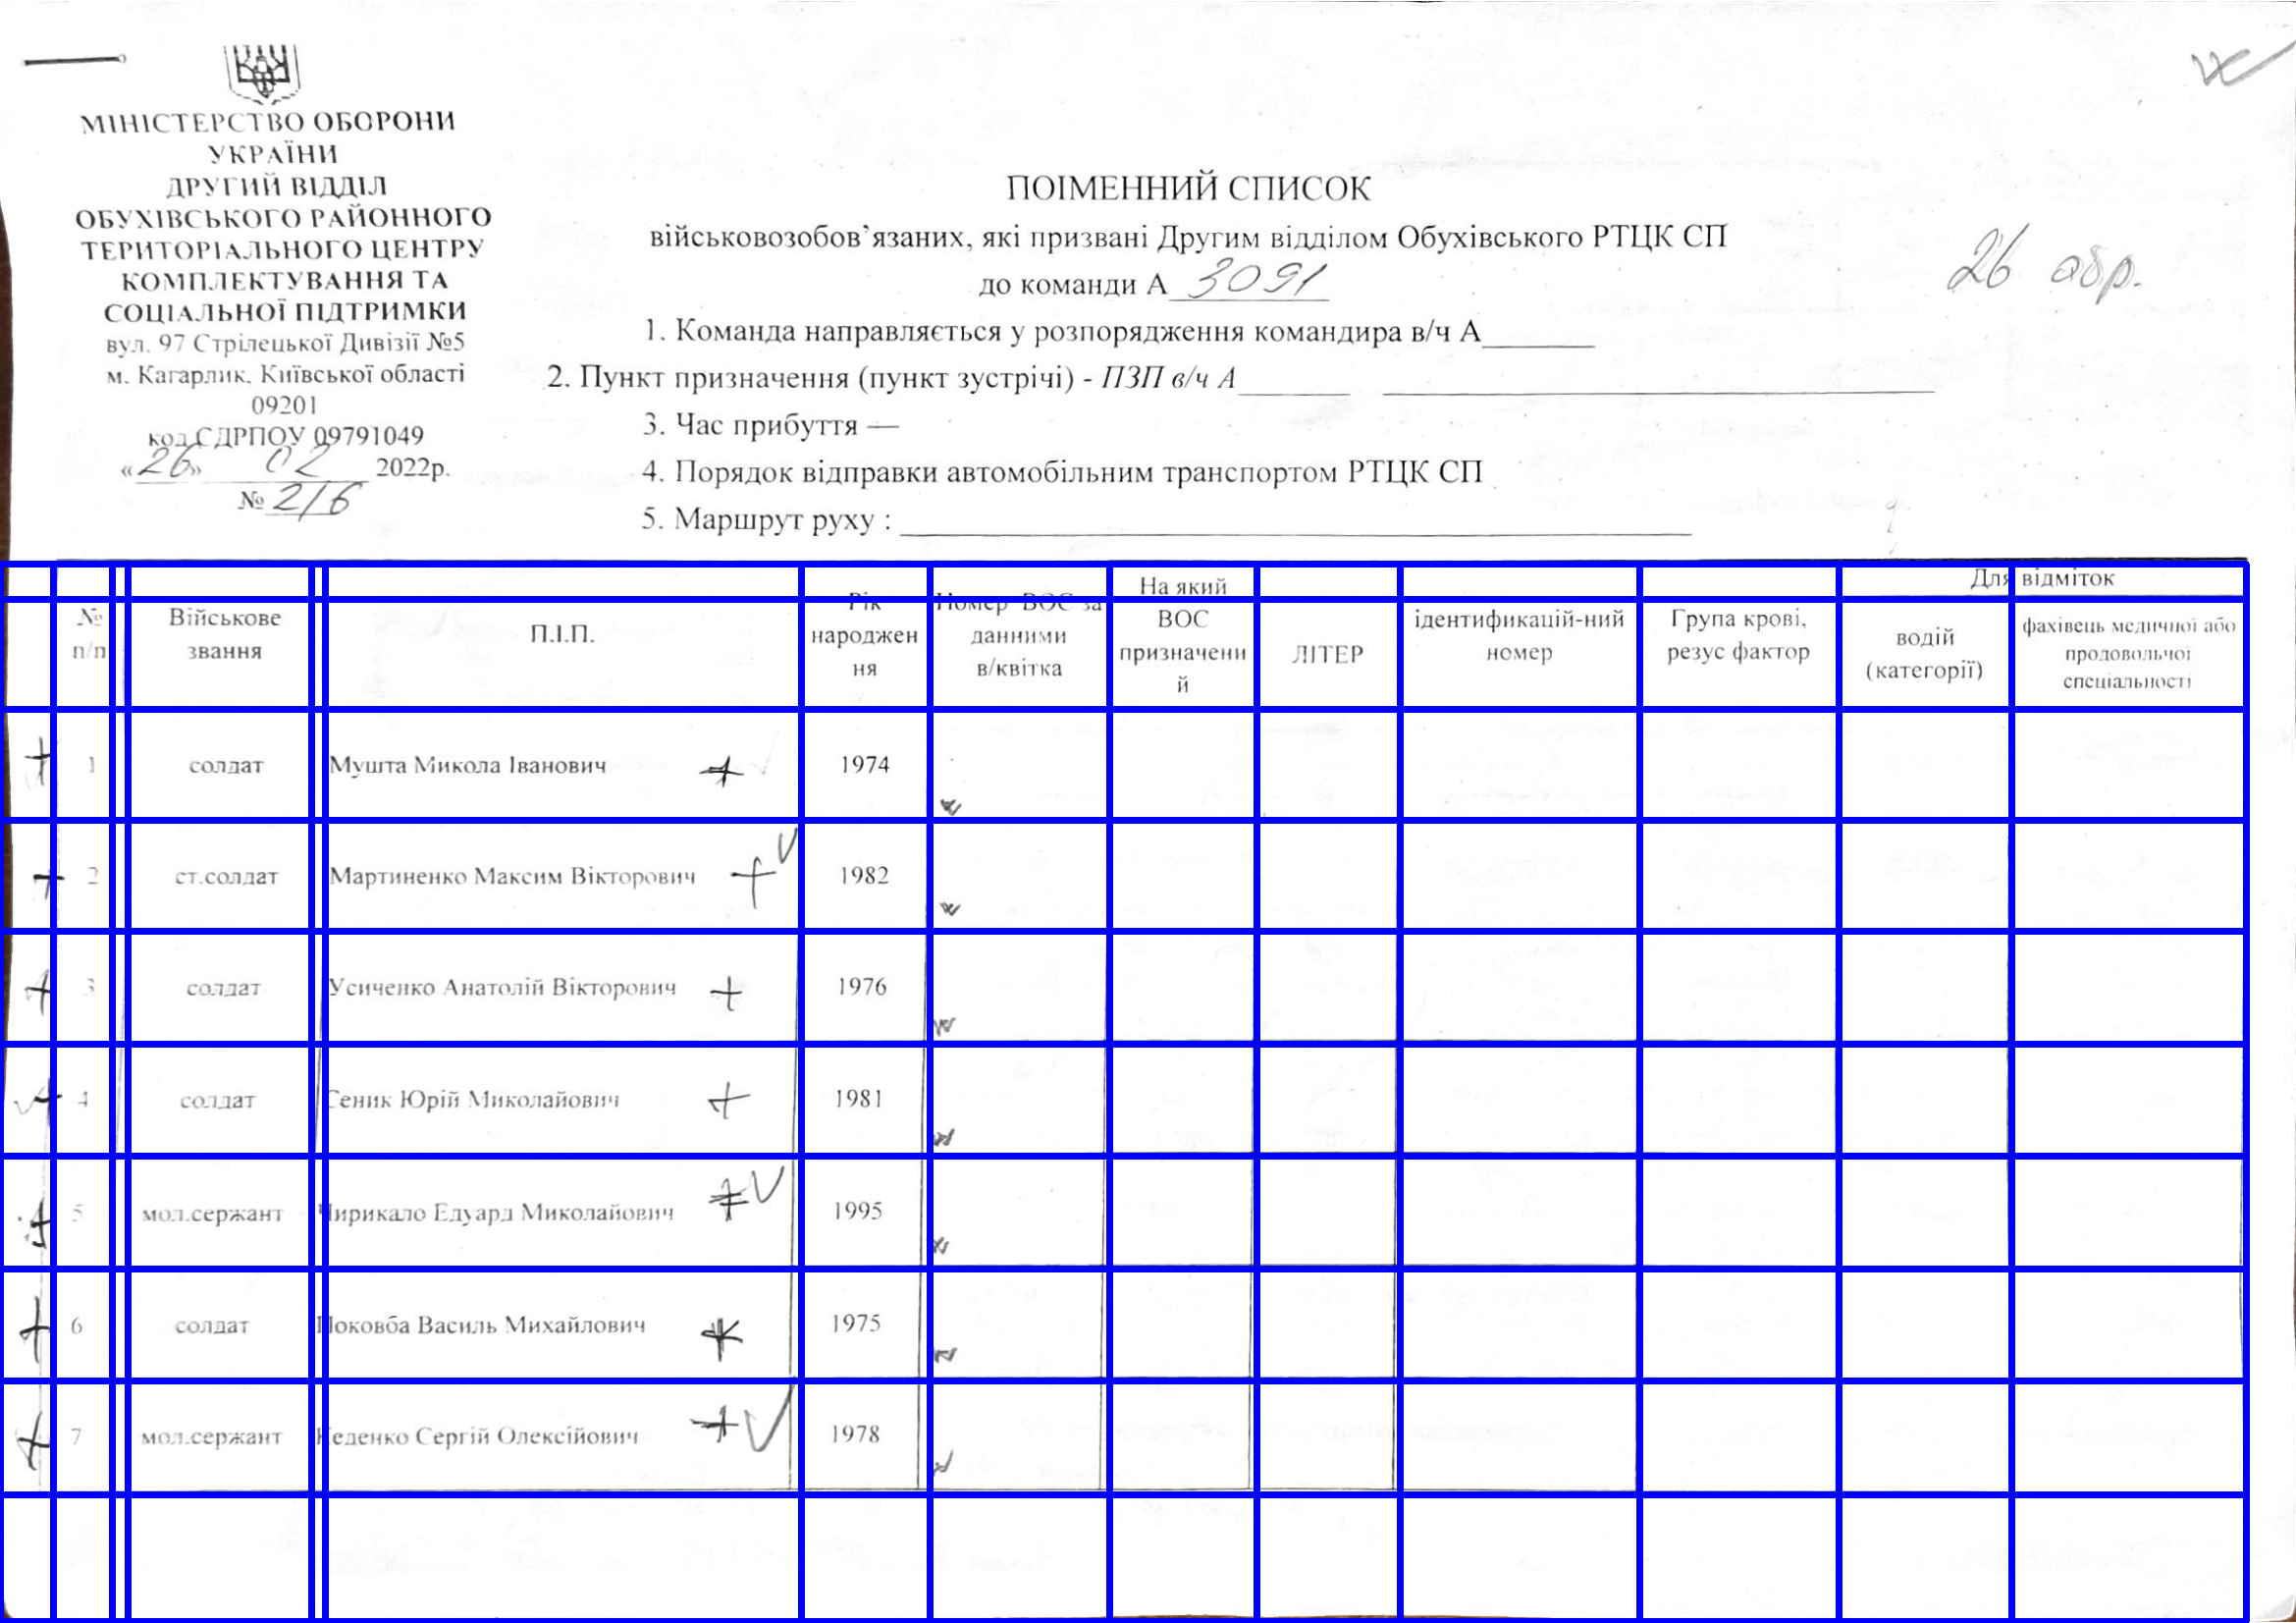 МІНІСТЕРСТВО ОБОРОНИ
УКРАЇНИ
ДРУГИЙ ВІДДІЛ
ОБУХІВСЬКОГО РАЙОННОГО
ТЕРИТОРІАЛЬНОГО ЦЕНТРУ
КОМПЛЕКТУВАННЯ ТА
СОЦІАЛЬНОЇ ПІДТРИМКИ
вул. 97 Стрілецької Дивізії №5
м. Кагарлик, Київської області
09201
код ЄДРПОУ 09791049
«26» 02 2022р.
№ 216
ПОІМЕННИЙ СПИСОК
військовозобов’язаних, які призвані Другим відділом Обухівського РТЦК СП
до команди А 3091
26 обр.
1. Команда направляється у розпорядження командира в/ч А_______
2. Пункт призначення (пункт зустрічі) - ПЗП в/ч А_________
3. Час прибуття —
4. Порядок відправки автомобільним транспортом РТЦК СП
5. Маршрут руху :
№ п/п Військове звання П.І.П. Рік народження Номер ВОС за данними в/квітка На який ВОС призначений ЛІТЕР ідентифікацій-ний номер Група крові, резус фактор Для відміток водій (категорії) фахівець медичної або продовольчої спеціальності
+ 1 солдат Мушта Микола Іванович + 1974
+ 2 ст.солдат Мартиненко Максим Вікторович + V 1982
+ 3 солдат Усиченко Анатолій Вікторович + 1976
+ 4 солдат Сеник Юрій Миколайович + 1981
+ 5 мол.сержант Чирикало Едуард Миколайович + V 1995
+ 6 солдат Поковба Василь Михайлович + 1975
+ 7 мол.сержант Кеденко Сергій Олексійович + V 1978